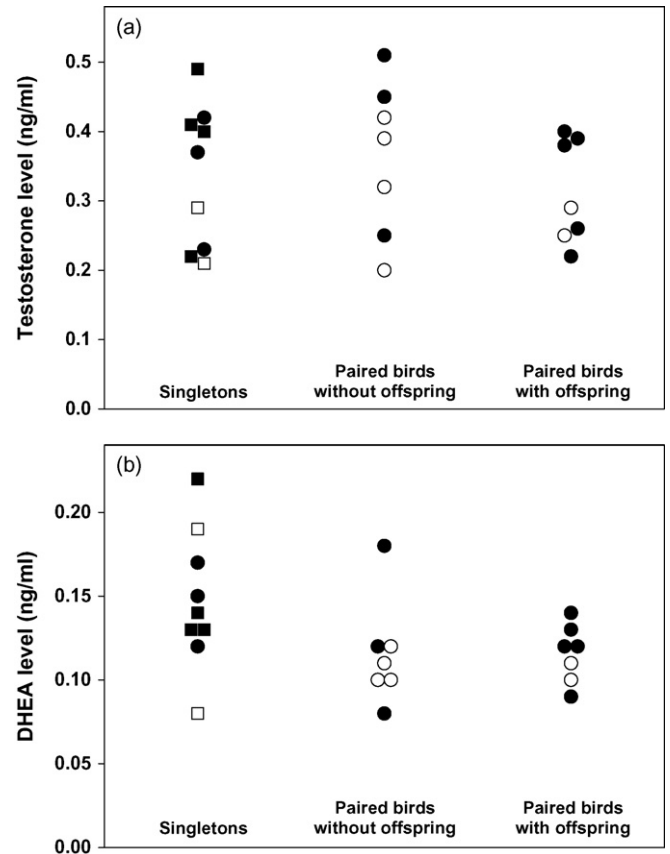 (a)
Testosterone level (ng/ml)
0.5
0.4
0.3
0.2
0.1
0.0
Singletons
Paired birds
without offspring
Paired birds
with offspring
(b)
DHEA level (ng/ml)
0.20
0.15
0.10
0.05
0.00
Singletons
Paired birds
without offspring
Paired birds
with offspring